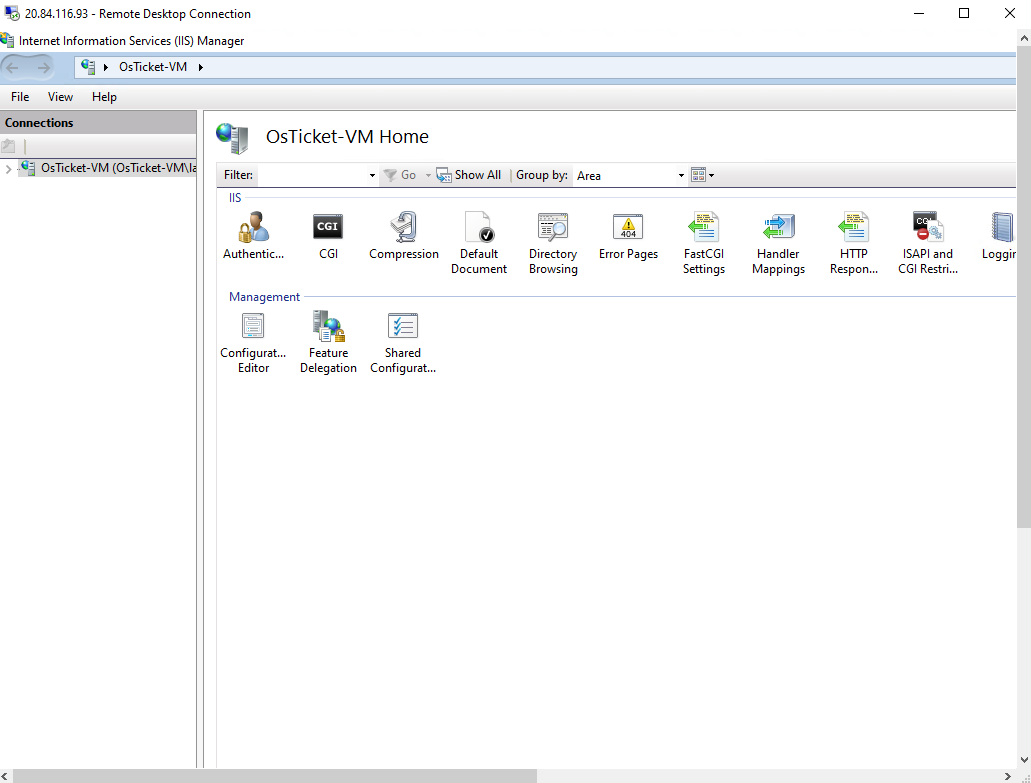 20.84.116.93 - Remote Desktop Connection
Internet Information Services (IIS) Manager
OsTicket-VM
File View Help
Connections
OsTicket-VM (OsTicket-VM\la
OsTicket-VM Home
Filter: Go Show All Group by: Area
IIS
Authentic... CGI Compression Default Directory Error Pages FastCGI Handler HTTP ISAPI and Loggin
Document Browsing Settings Mappings Respon... CGI Restri...
Management
Configurat... Feature Shared
Editor Delegation Configurat...
CGI
404